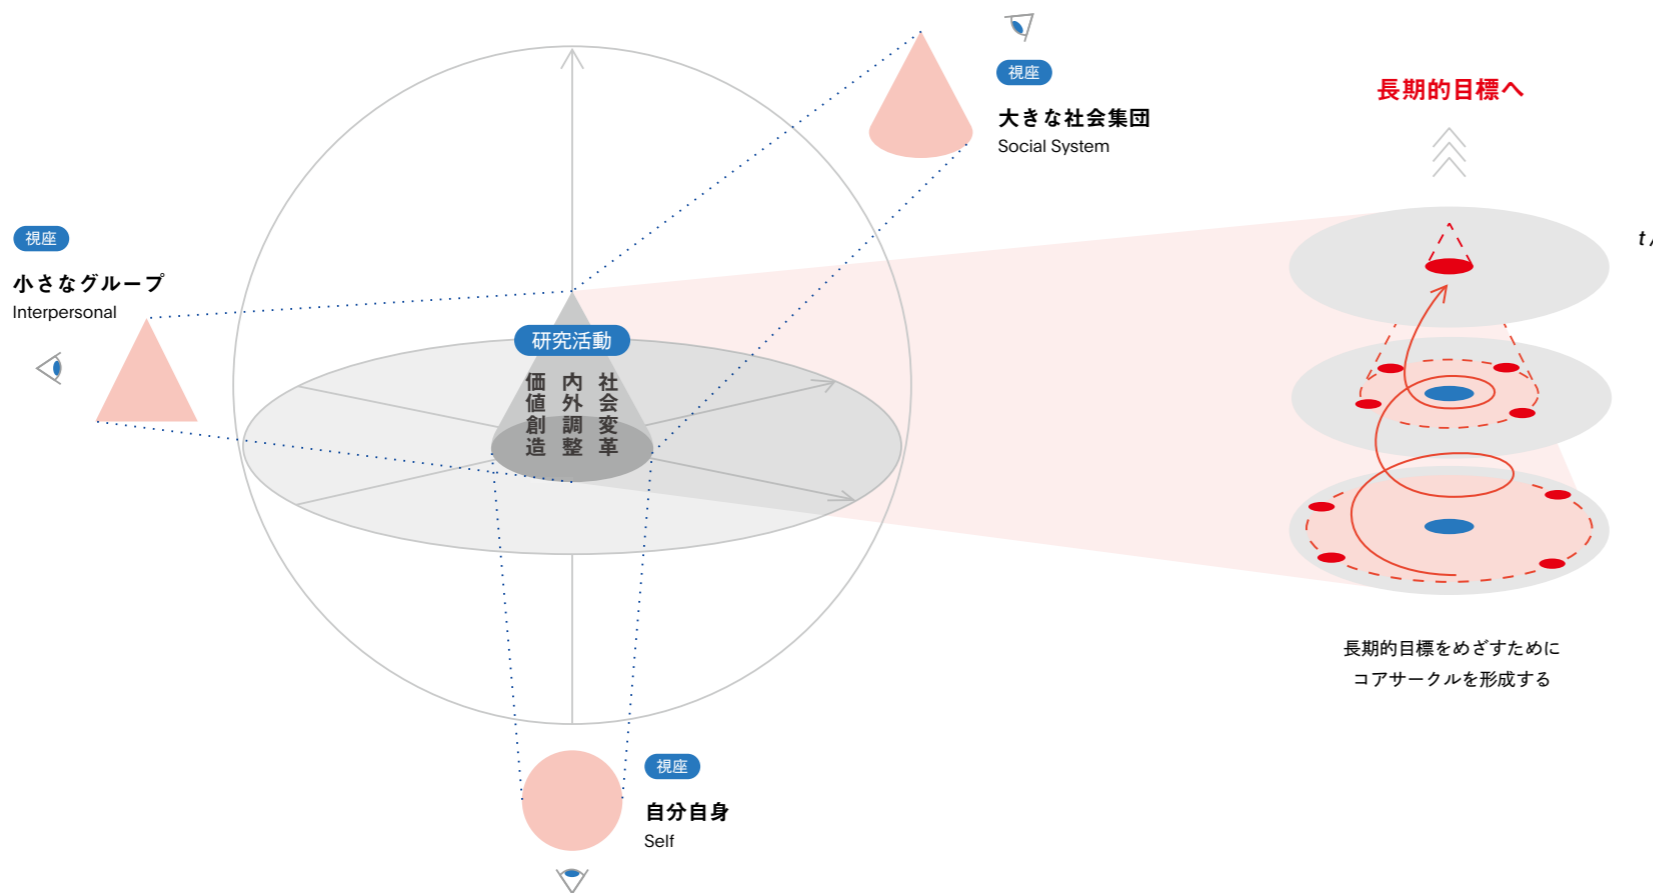 視座
大きな社会集団
Social System
視座
小さなグループ
Interpersonal
研究活動
社会変革
内外調整
価値創造
視座
自分自身
Self
長期的目標へ
t
長期的目標をめざすために
コアサークルを形成する